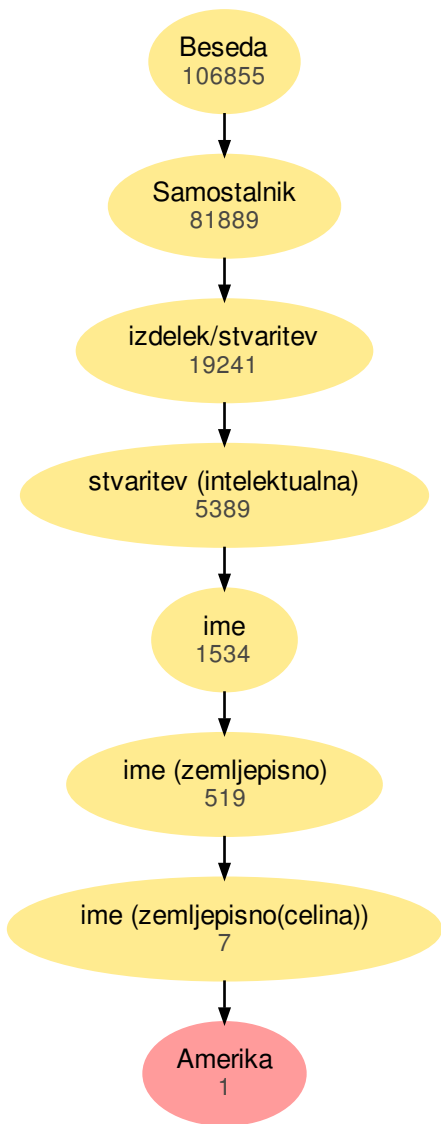 Beseda
106855
Samostalnik
81889
izdelek/stvaritev
19241
stvaritev (intelektualna)
5389
ime
1534
ime (zemljepisno)
519
ime (zemljepisno(celina))
7
Amerika
1